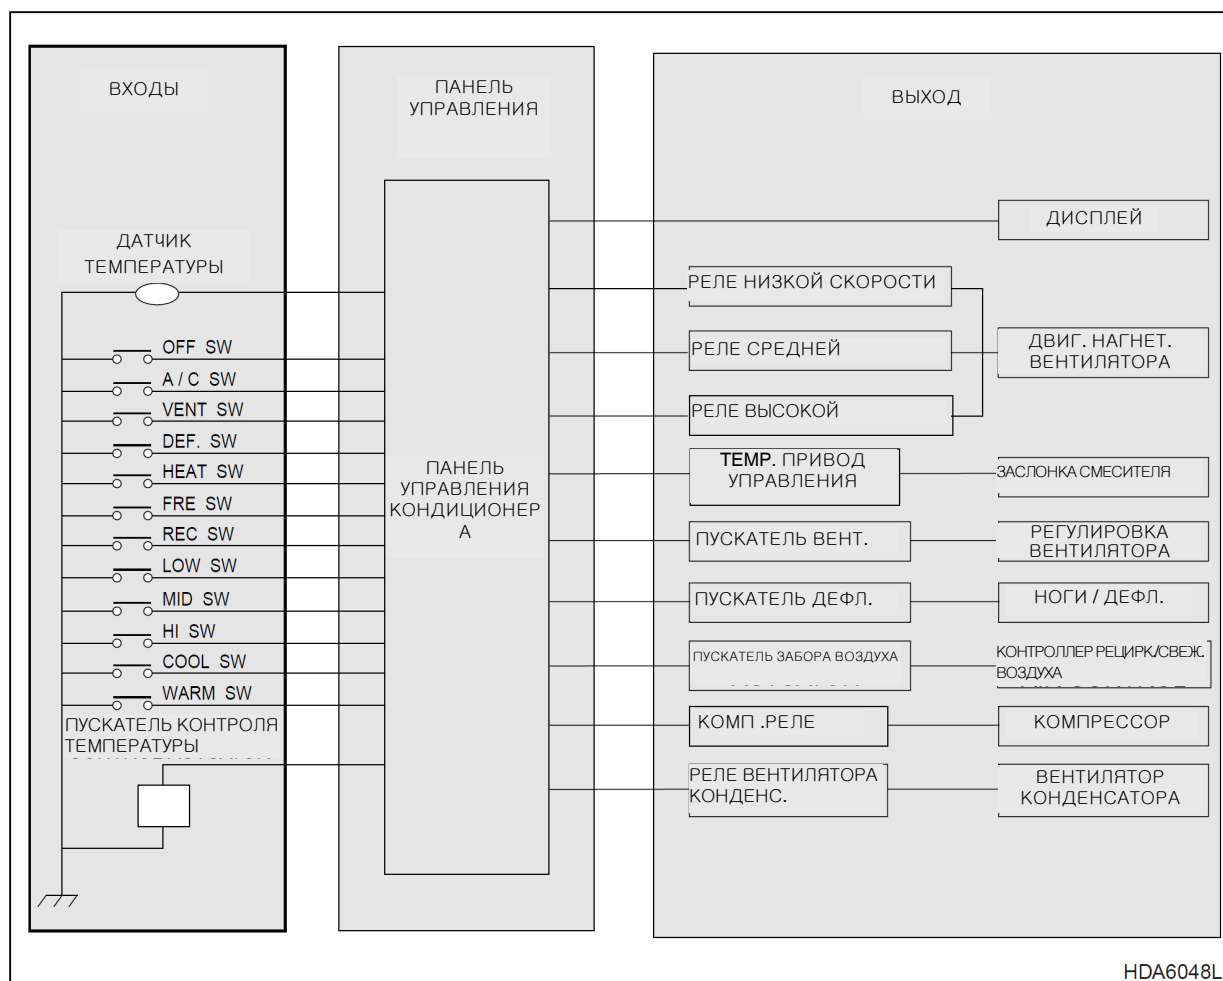 ВХОДЫ
ДАТЧИК
ТЕМПЕРАТУРЫ
OFF SW
A / C SW
VENT SW
DEF. SW
HEAT SW
FRE SW
REC SW
LOW SW
MID SW
HI SW
COOL SW
WARM SW
ПУСКАТЕЛЬ КОНТРОЛЯ
ТЕМПЕРАТУРЫ
ПАНЕЛЬ
УПРАВЛЕНИЯ
ПАНЕЛЬ
УПРАВЛЕНИЯ
КОНДИЦИОНЕР
А
ВЫХОД
ДИСПЛЕЙ
РЕЛЕ НИЗКОЙ СКОРОСТИ
РЕЛЕ СРЕДНЕЙ
РЕЛЕ ВЫСОКОЙ
ДВИГ. НАГНЕТ.
ВЕНТИЛЯТОРА
TEMP. ПРИВОД
УПРАВЛЕНИЯ
ЗАСЛОНКА СМЕСИТЕЛЯ
ПУСКАТЕЛЬ ВЕНТ.
РЕГУЛИРОВКА
ВЕНТИЛЯТОРА
ПУСКАТЕЛЬ ДЕФЛ.
НОГИ / ДЕФЛ.
ПУСКАТЕЛЬ ЗАБОРА ВОЗДУХА
КОНТРОЛЛЕР РЕЦИРК./СВЕЖ.
ВОЗДУХА
КОМП .РЕЛЕ
КОМПРЕССОР
РЕЛЕ ВЕНТИЛЯТОРА
КОНДЕНС.
ВЕНТИЛЯТОР
КОНДЕНСАТОРА
HDA6048L